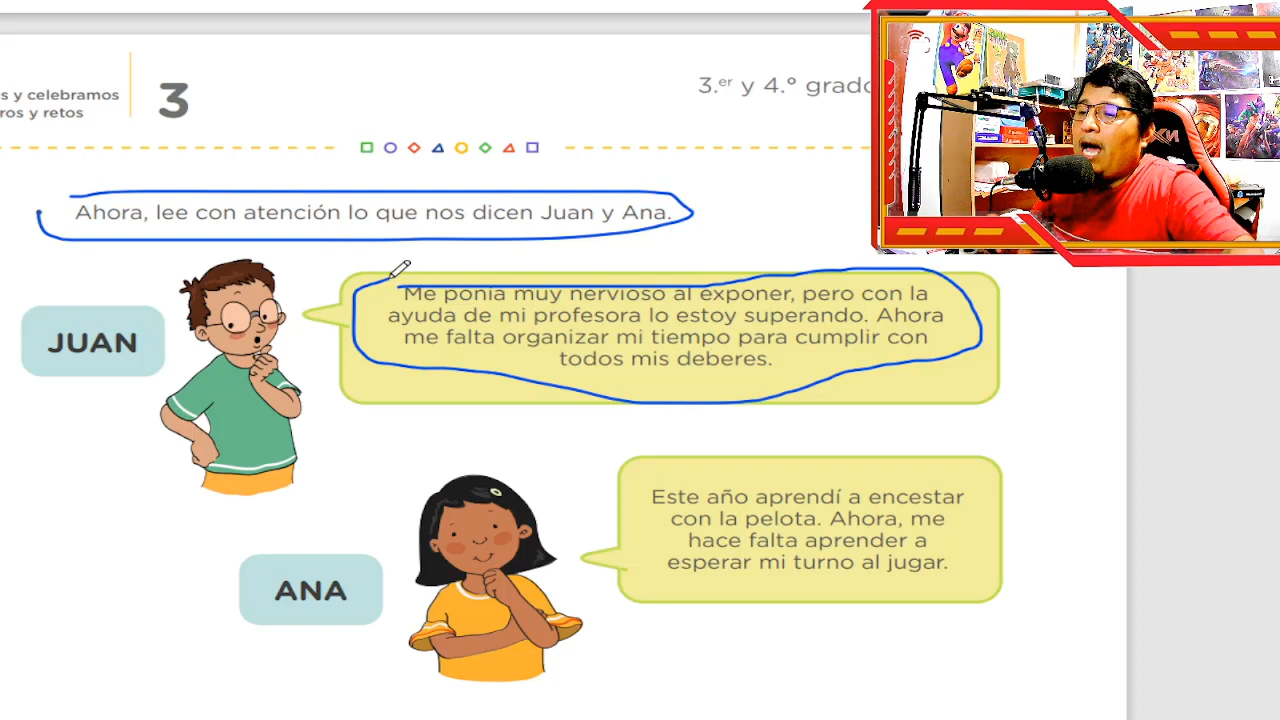 s y celebramos
ros y retos
3
3.er y 4.° grado
Ahora, lee con atención lo que nos dicen Juan y Ana.
JUAN
Me ponía muy nervioso al exponer, pero con la
ayuda de mi profesora lo estoy superando. Ahora
me falta organizar mi tiempo para cumplir con
todos mis deberes.
ANA
Este año aprendí a encestar
con la pelota. Ahora, me
hace falta aprender a
esperar mi turno al jugar.